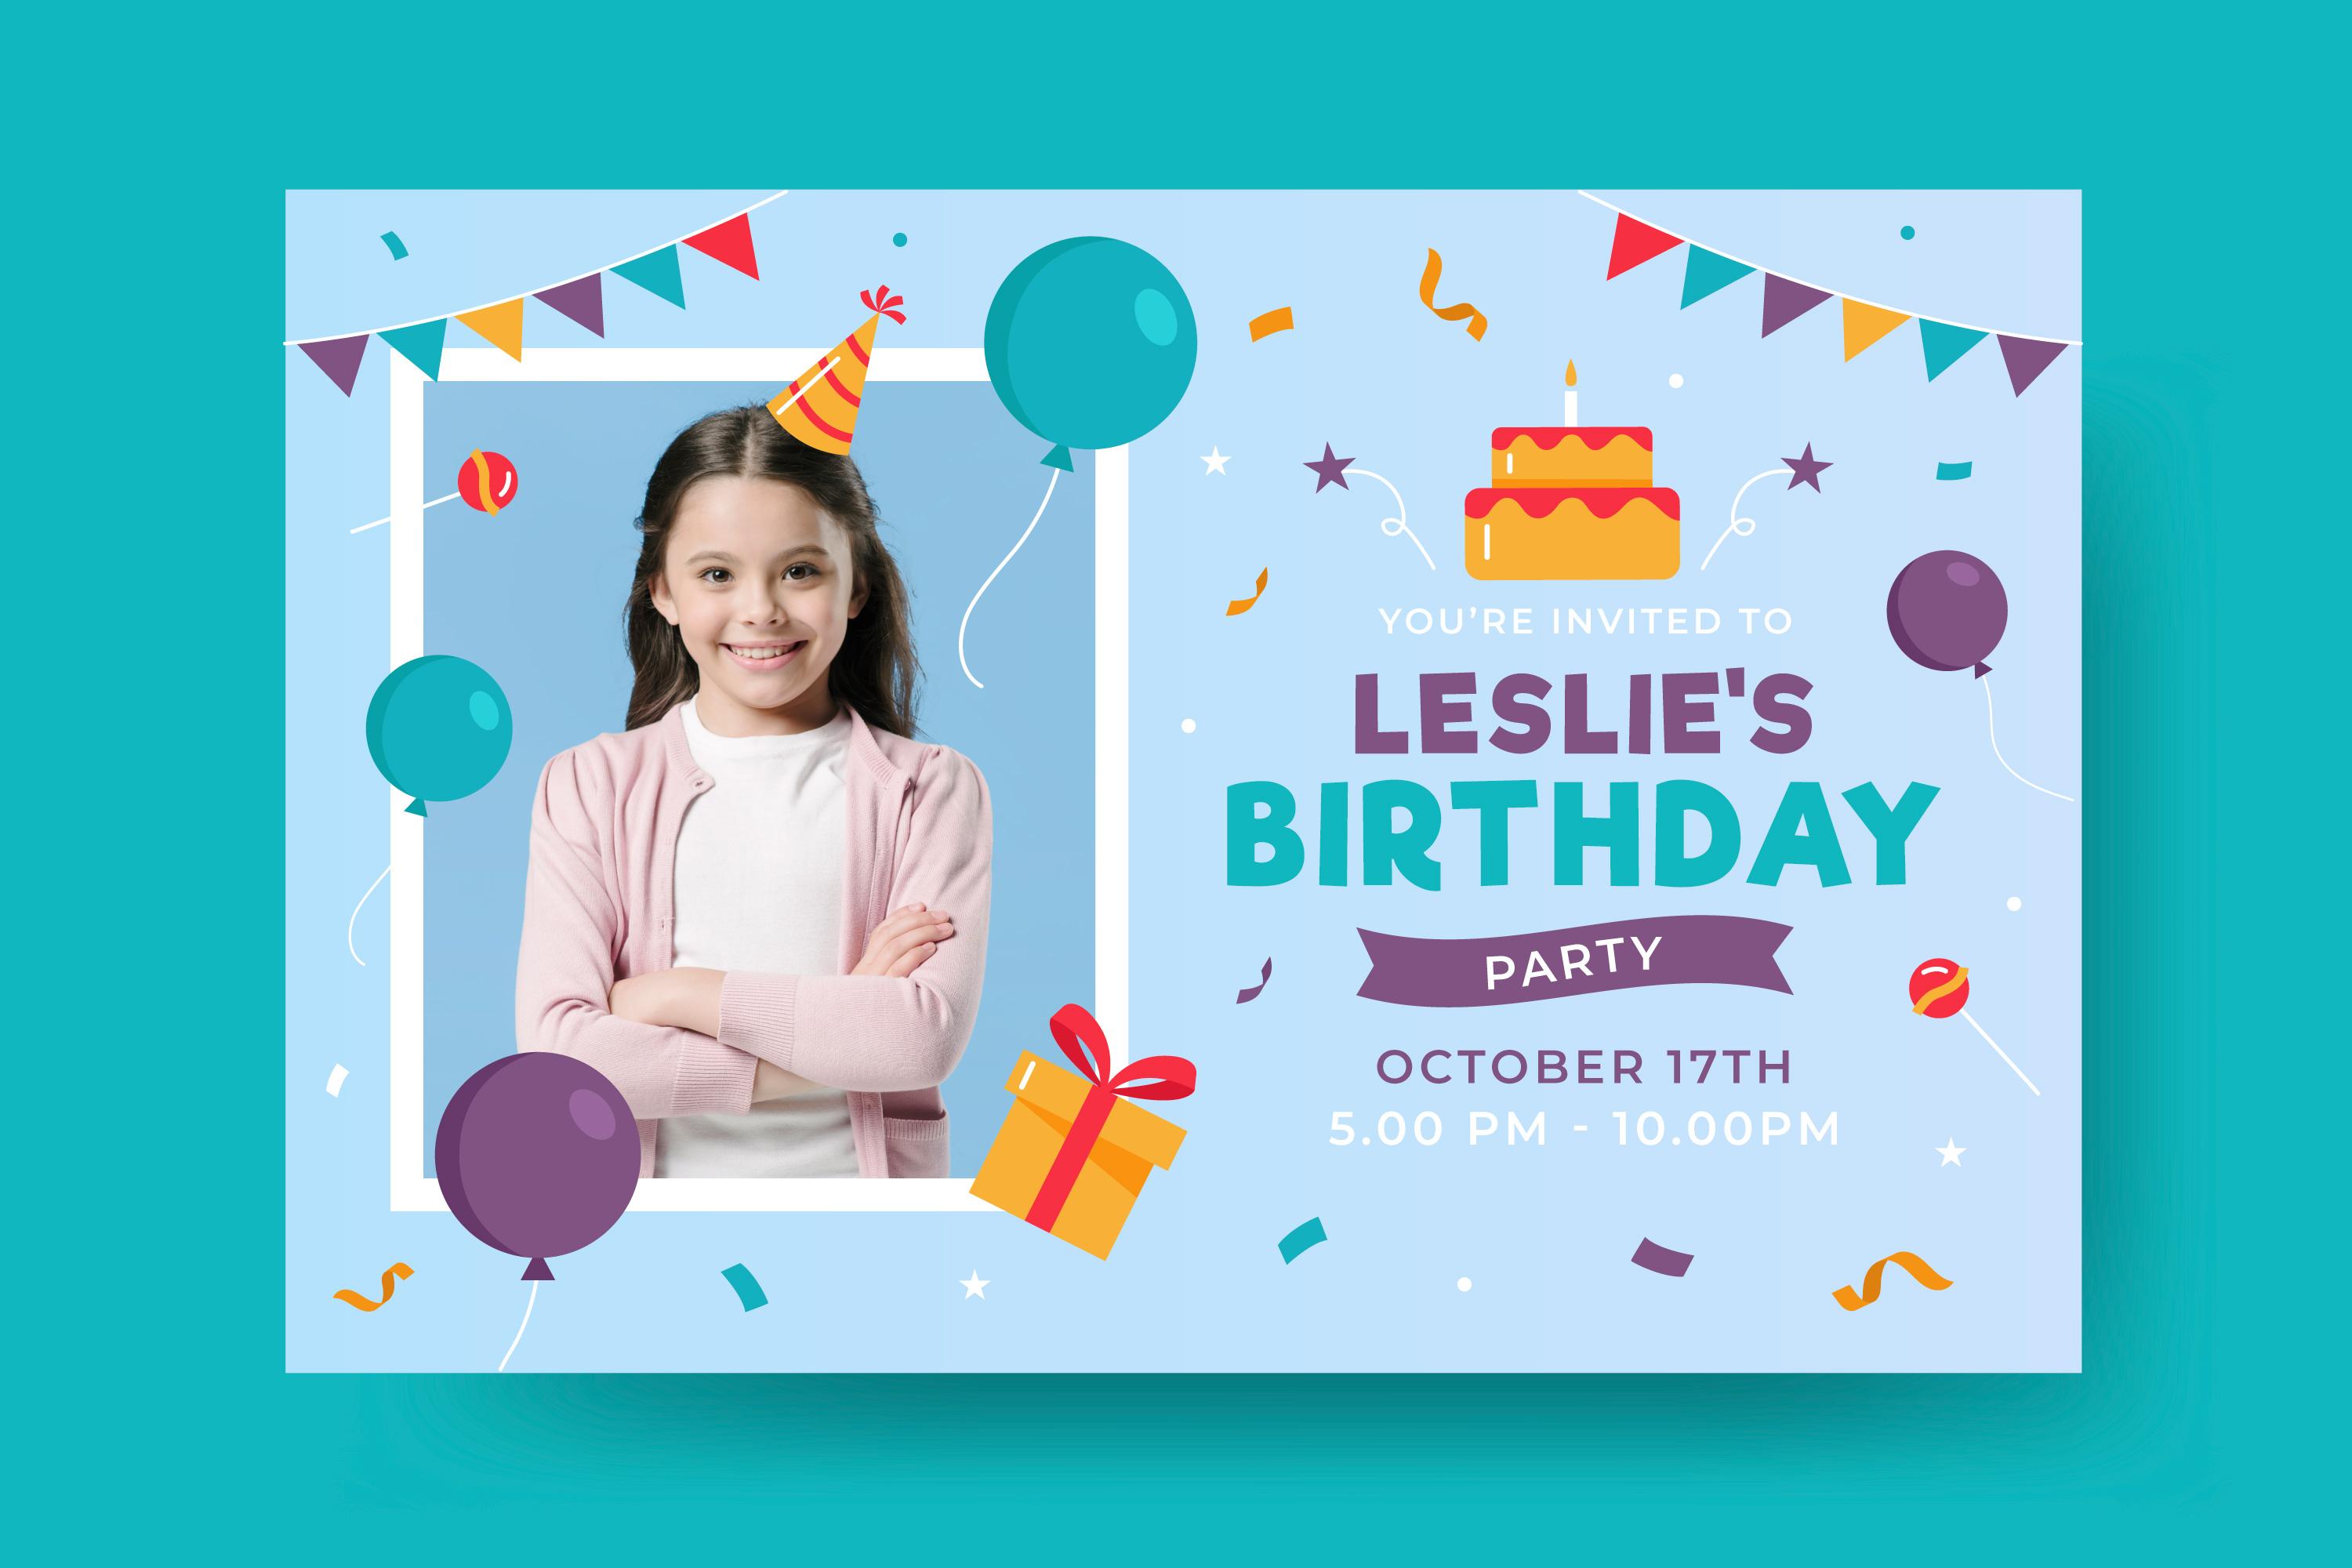 YOU'RE INVITED TO
LESLIE'S
BIRTHDAY
PARTY
OCTOBER 17TH
5.00 PM - 10.00PM